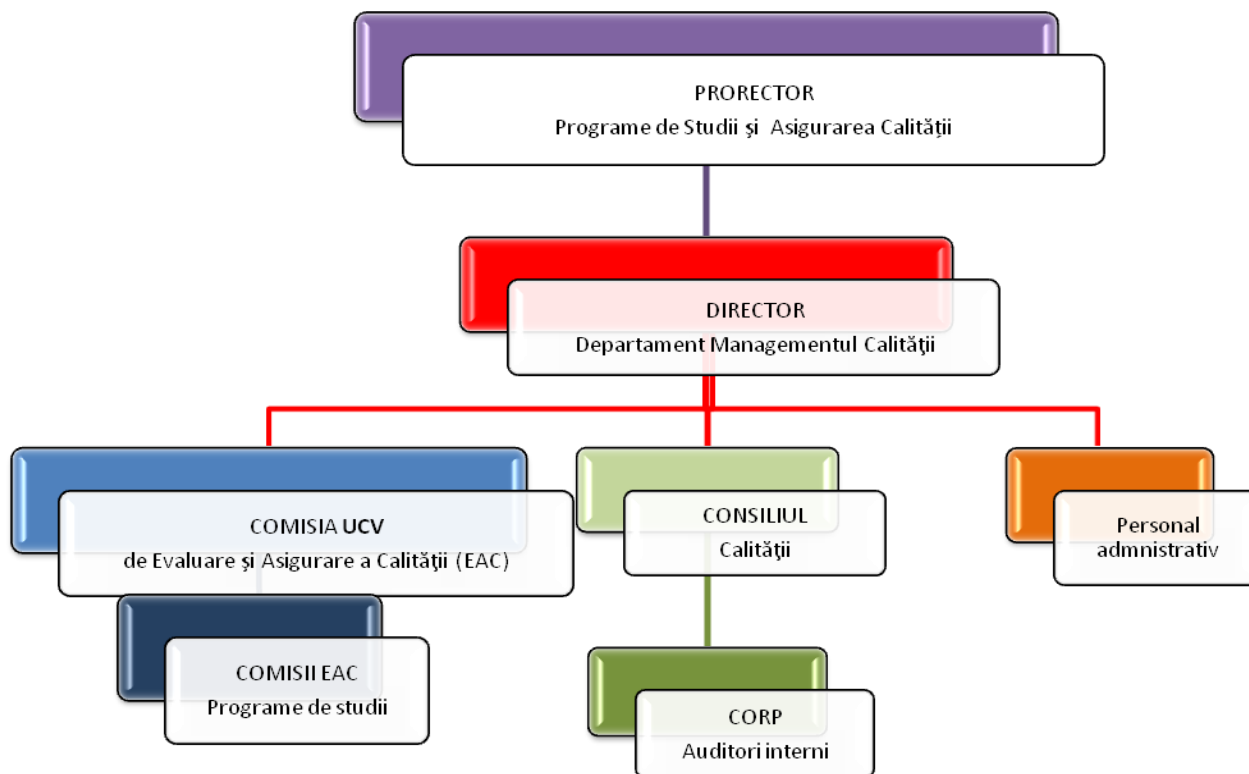 PRORECTOR
Programe de Studii şi Asigurarea Calităţii
DIRECTOR
Departament Managementul Calităţii
COMISIA UCV
de Evaluare şi Asigurare a Calităţii (EAC)
CONSILIUL
Calităţii
Personal
admnistrativ
COMISII EAC
Programe de studii
CORP
Auditori interni